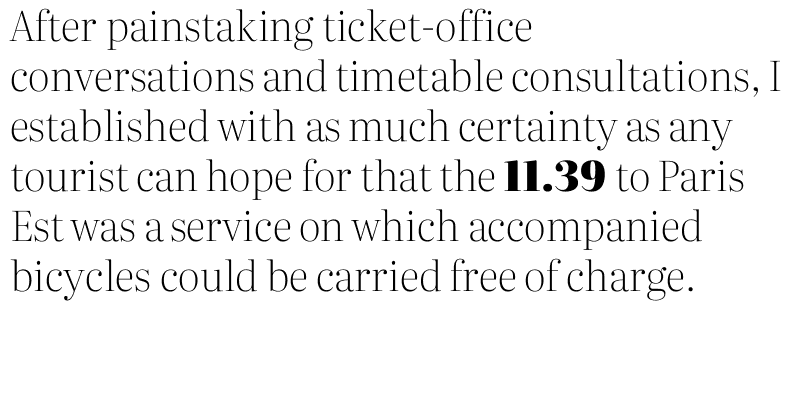 After painstaking ticket-office
conversations and timetable consultations, I
established with as much certainty as any
tourist can hope for that the 11.39 to Paris
Est was a service on which accompanied
bicycles could be carried free of charge.